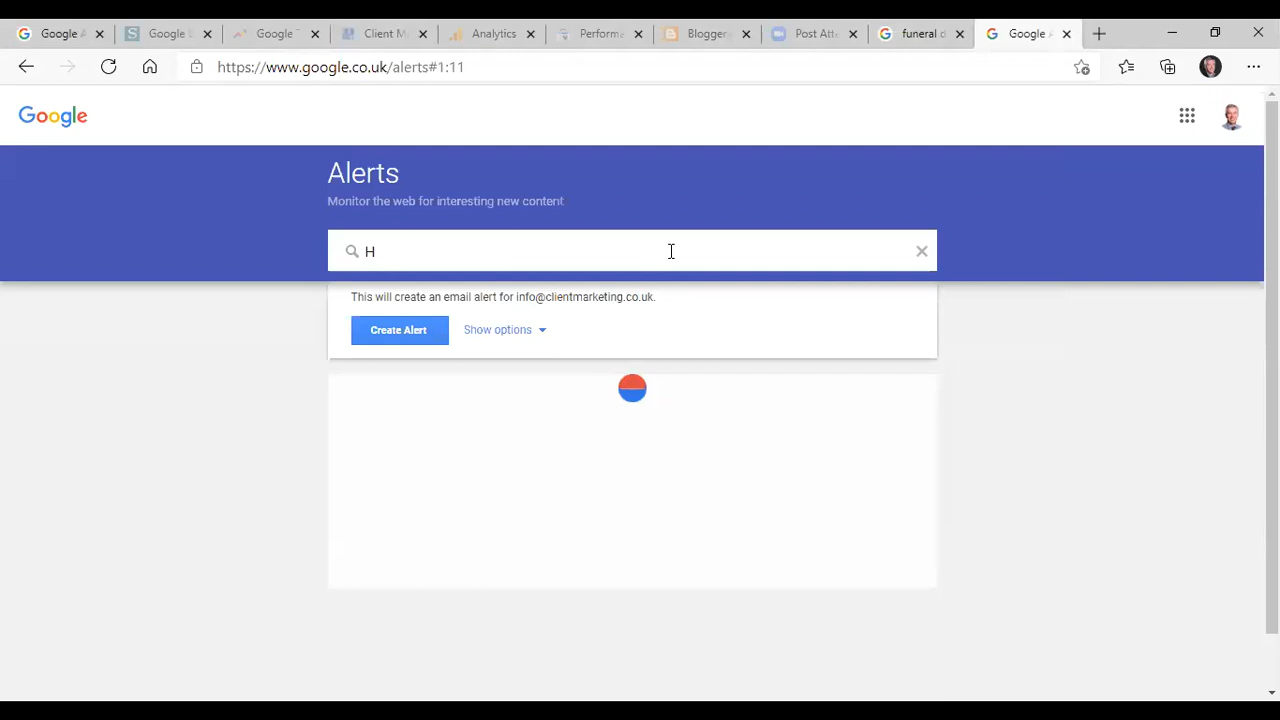 Google A
Google
Google
Client M
Analytics
Performa
Blogger
Post Atte
funeral d
Google A
https://www.google.co.uk/alerts#1:11
Google
Alerts
Monitor the web for interesting new content
H
This will create an email alert for info@clientmarketing.co.uk.
Create Alert
Show options